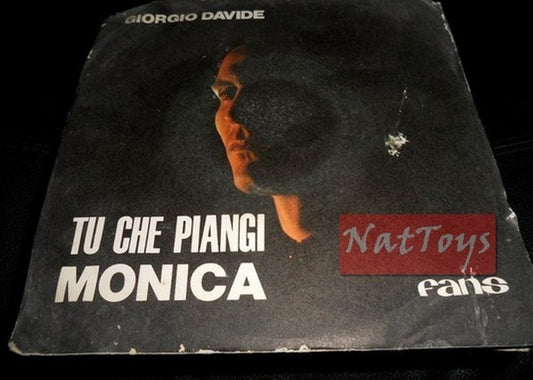 GIORGIO DAVIDE
TU CHE PIANGI
MONICA
NatToys
fans